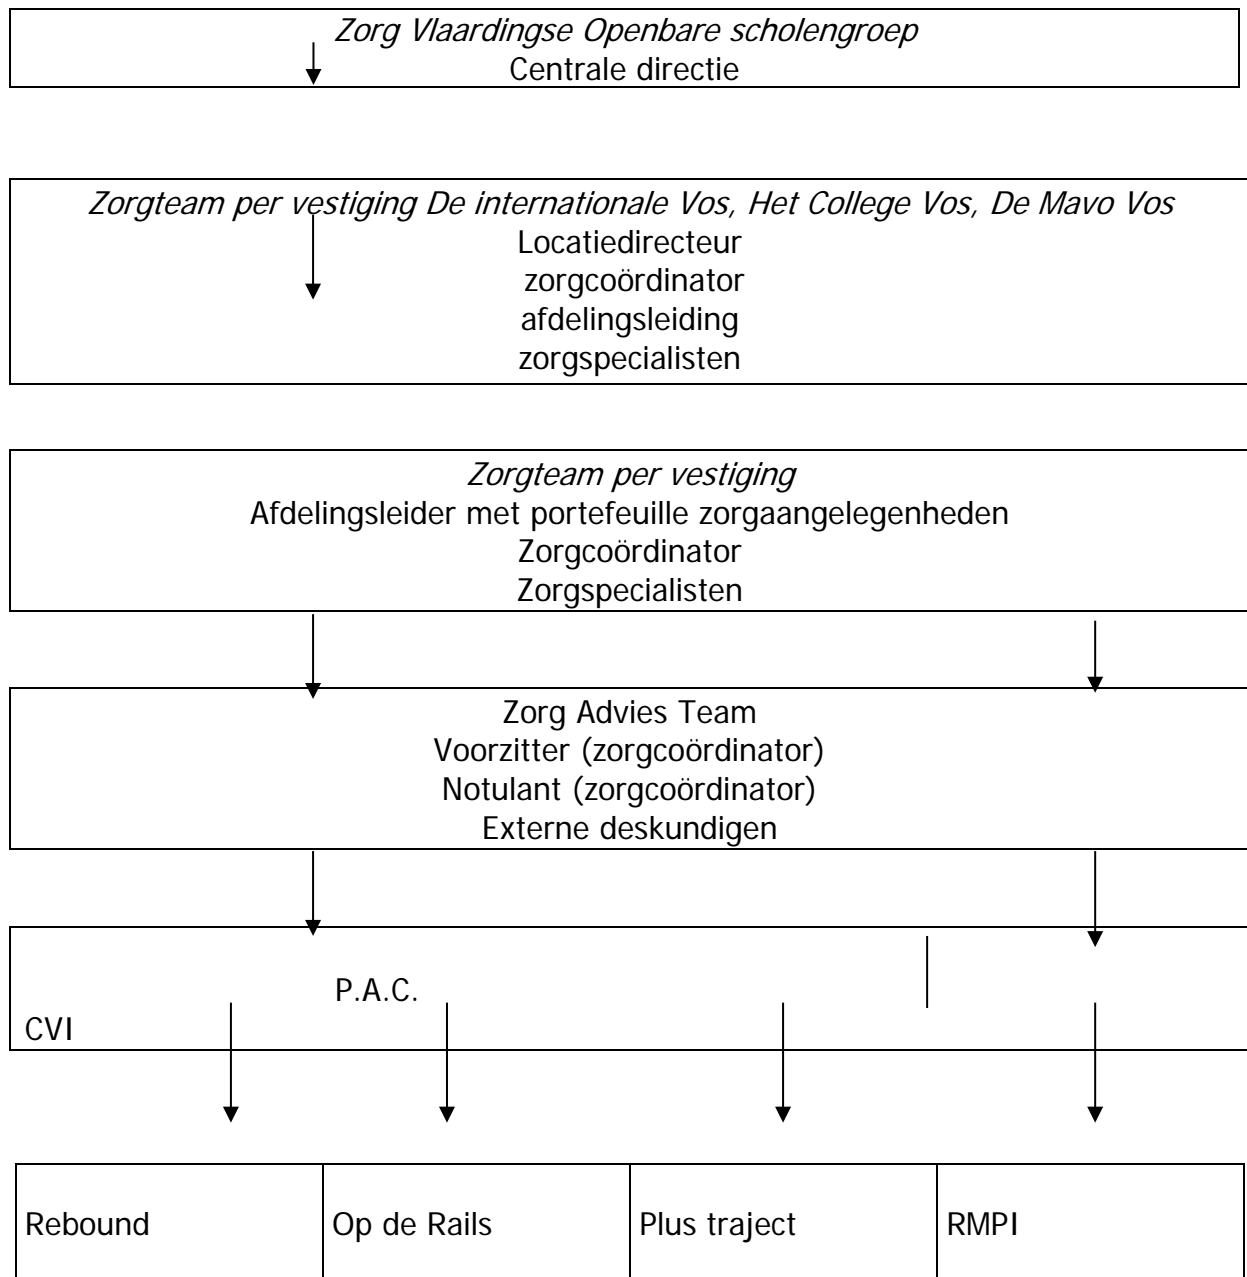 Zorg Vlaardingse Openbare scholengroep
Centrale directie
Zorgteam per vestiging De internationale Vos, Het College Vos, De Mavo Vos
Locatiedirecteur
zorgcoördinator
afdelingsleiding
zorgspecialisten
Zorgteam per vestiging
Afdelingsleider met portefeuille zorgaangelegenheden
Zorgcoördinator
Zorgspecialisten
Zorg Advies Team
Voorzitter (zorgcoördinator)
Notulant (zorgcoördinator)
Externe deskundigen
P.A.C.
CVI
Rebound
Op de Rails
Plus traject
RMPI